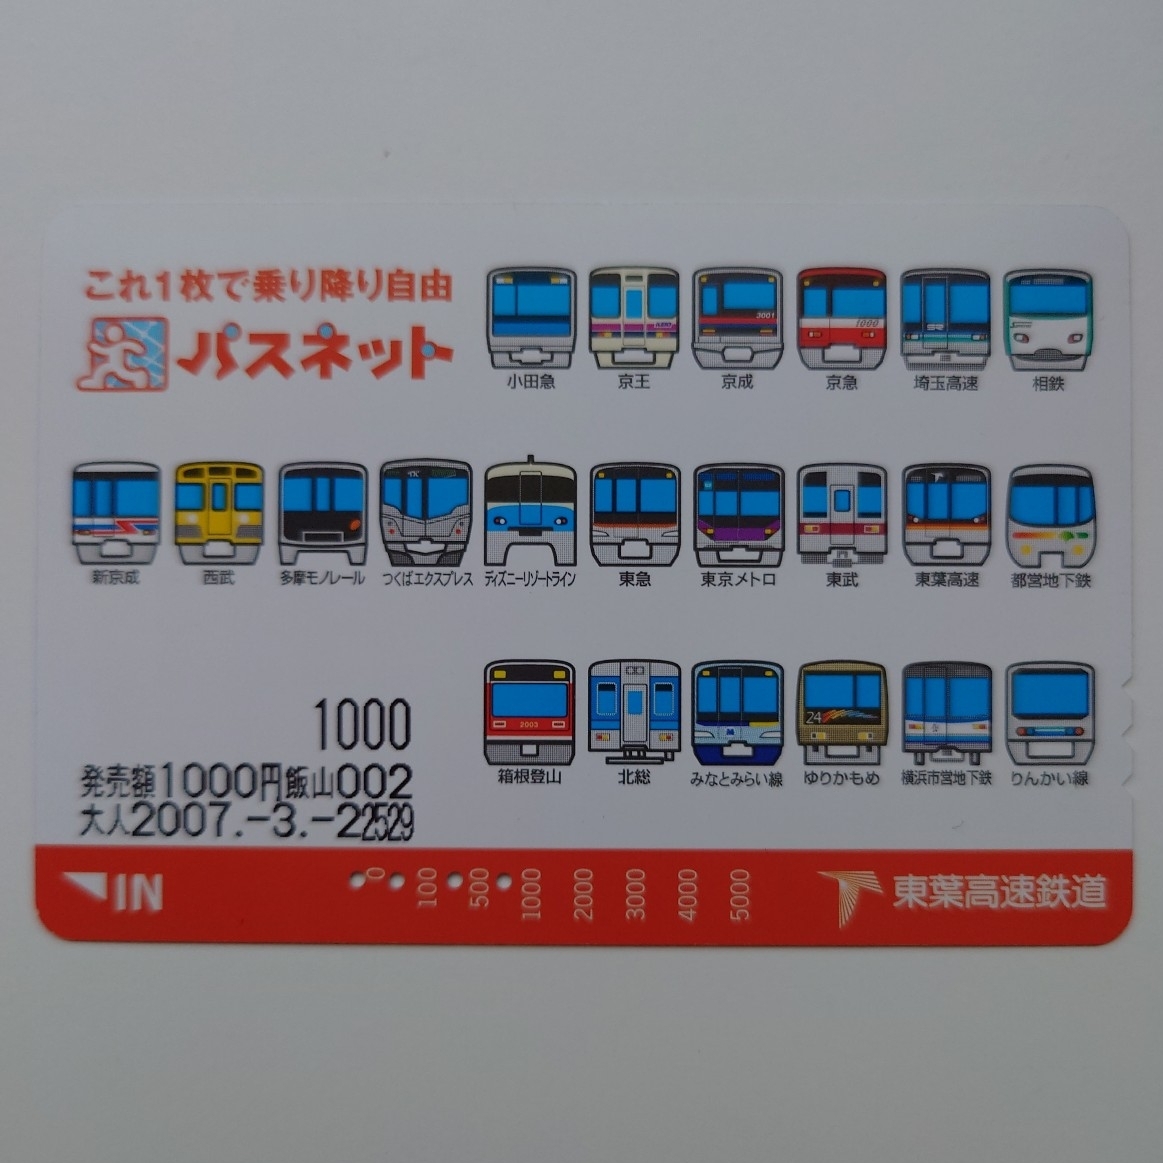 これ1枚で乗り降り自由
パスネット
3001
1000
SR
小田急 京王 京成 京急 埼玉高速 相鉄
TX
新京成 西武 多摩モノレール つくばエクスプレス ディズニーリゾートライン 東急 東京メトロ 東武 東葉高速 都営地下鉄
2003
24
箱根登山 北総 みなとみらい線 ゆりかもめ 横浜市営地下鉄 りんかい線
1000
発売額1000円飯山002
大人2007.-3.-22529
IN
0 100 500 1000 2000 3000 4000 5000
東葉高速鉄道